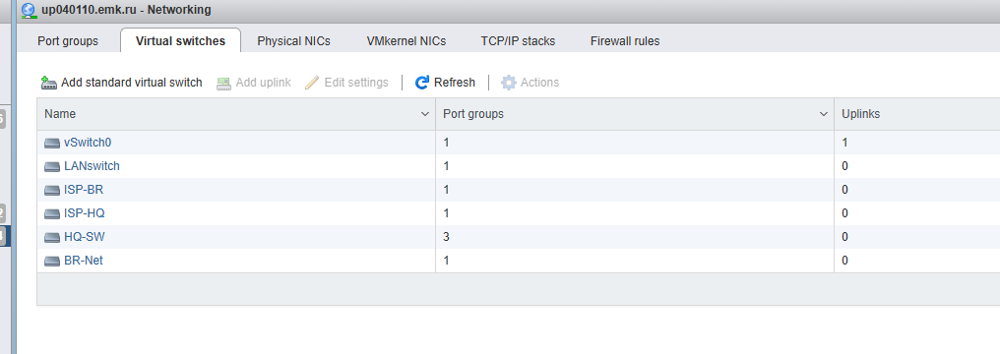 up040110.emk.ru - Networking
Port groups Virtual switches Physical NICs VMkernel NICs TCP/IP stacks Firewall rules
Add standard virtual switch Add uplink Edit settings Refresh Actions
Name Port groups Uplinks
vSwitch0 1 1
LANswitch 1 0
ISP-BR 1 0
ISP-HQ 1 0
HQ-SW 3 0
BR-Net 1 0